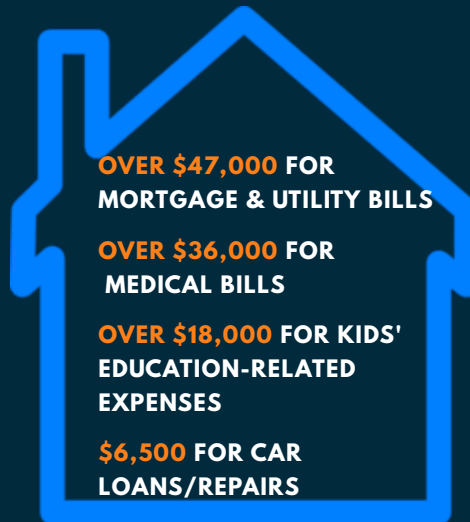 OVER $47,000 FOR
MORTGAGE & UTILITY BILLS
OVER $36,000 FOR
MEDICAL BILLS
OVER $18,000 FOR KIDS'
EDUCATION-RELATED
EXPENSES
$6,500 FOR CAR
LOANS/REPAIRS